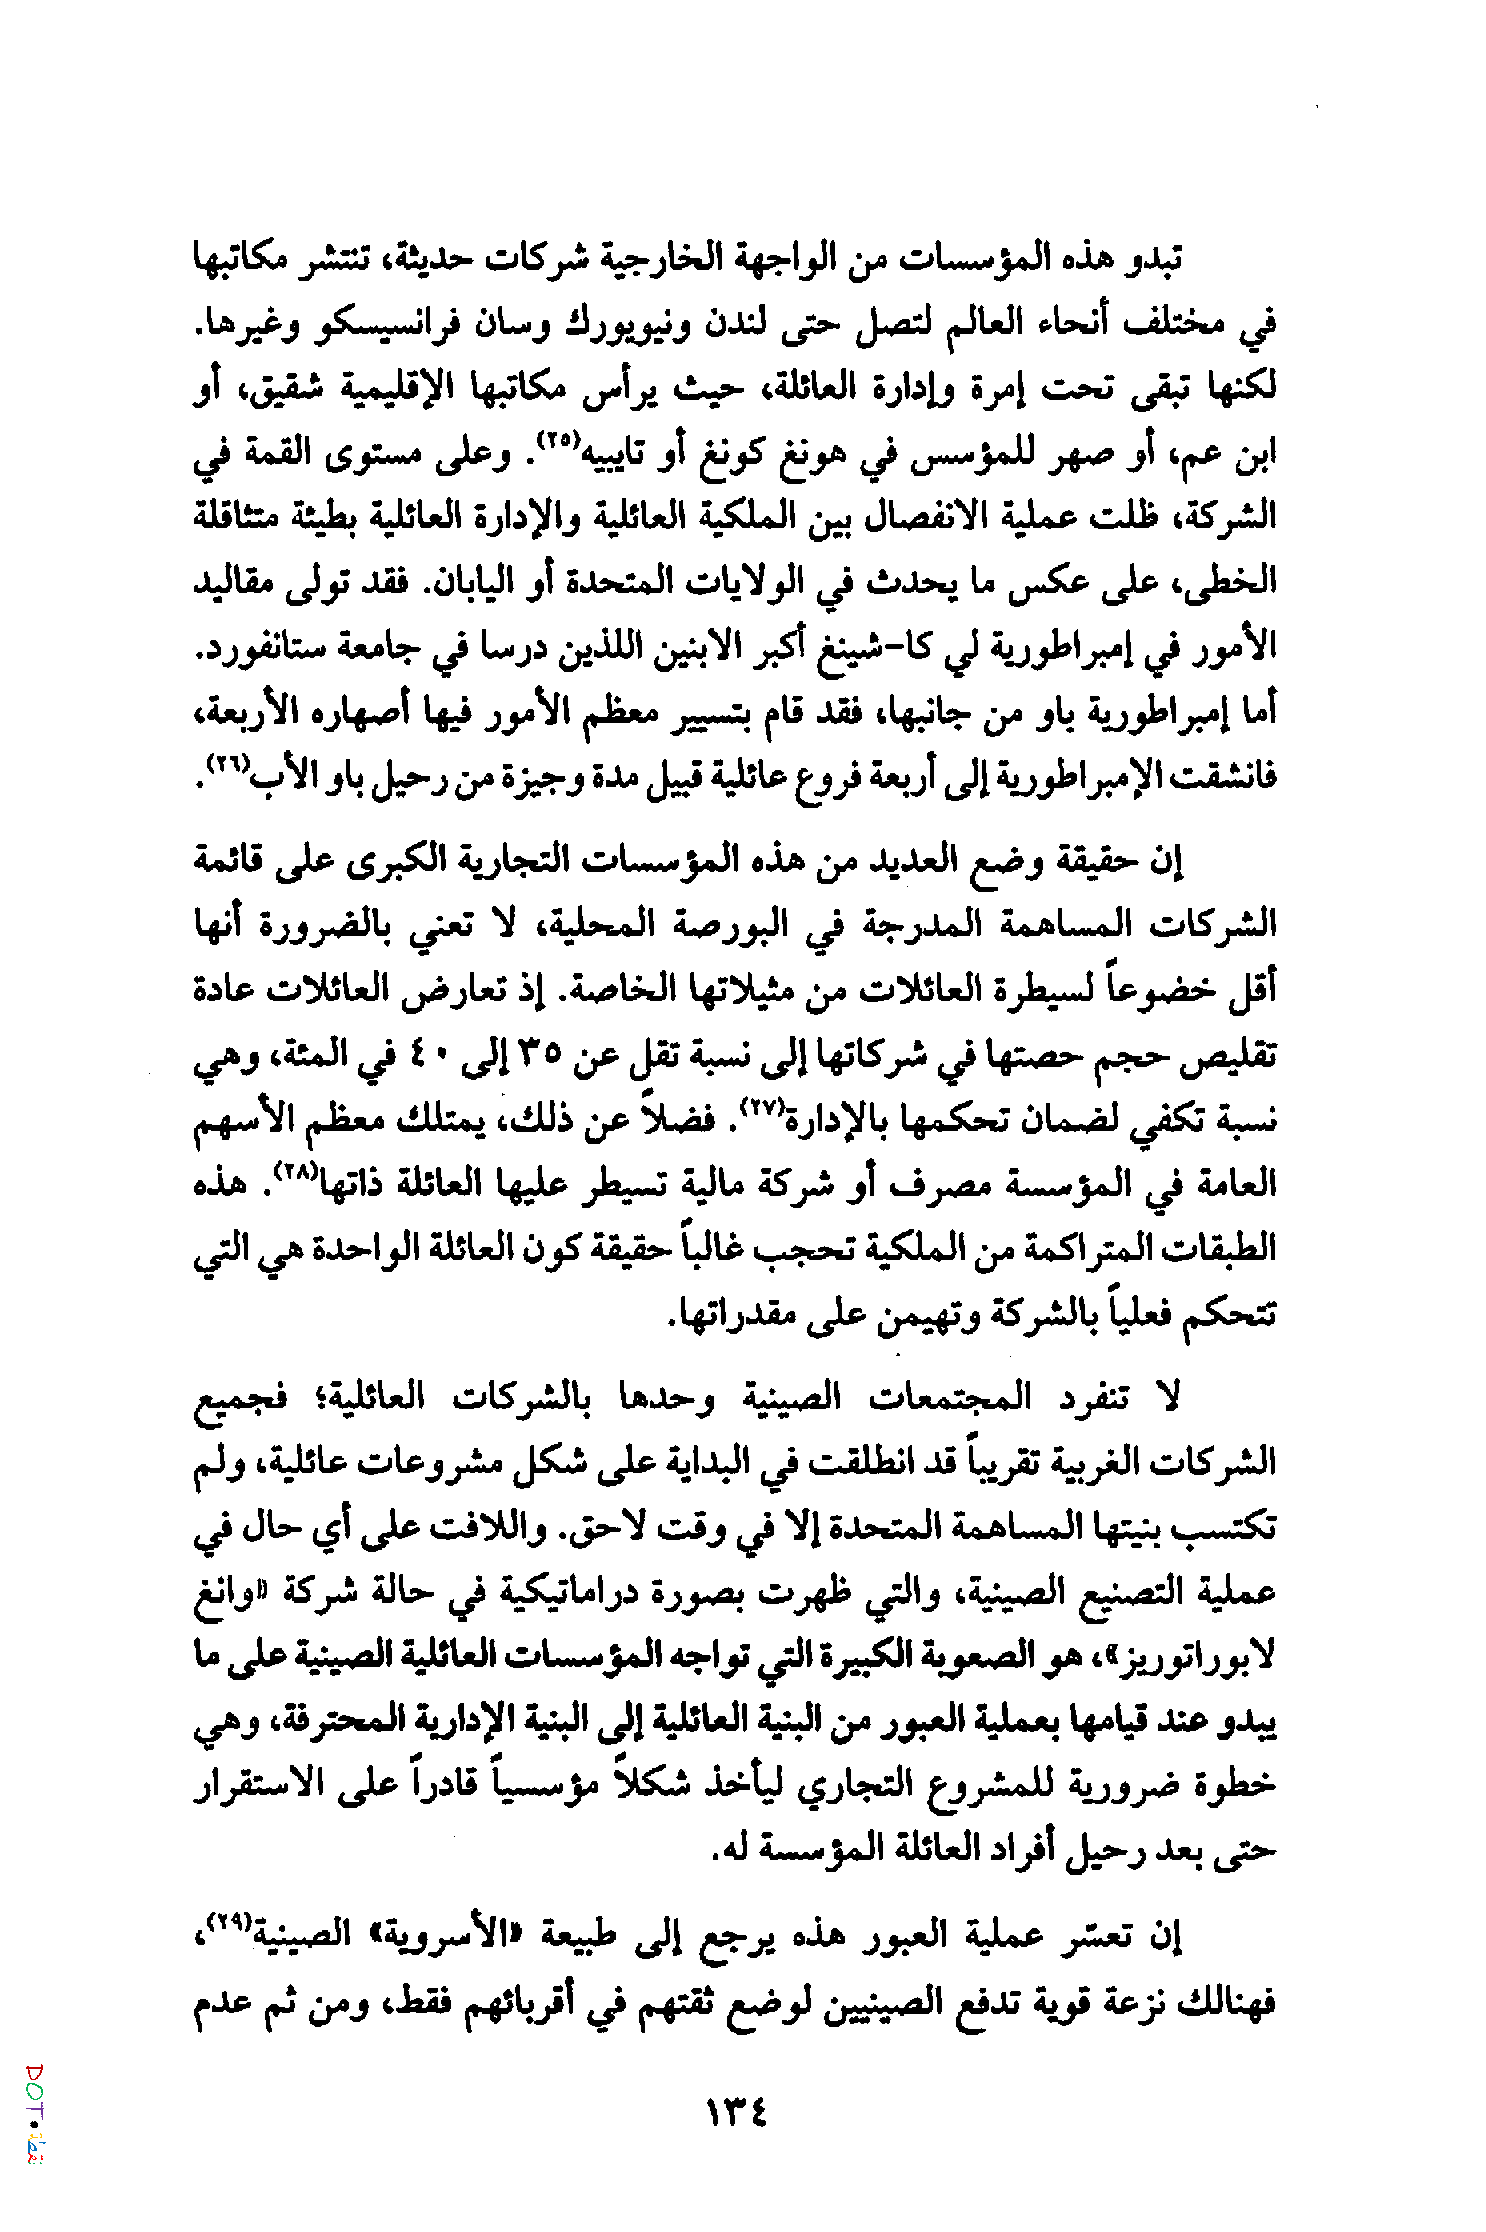 تبدو هذه المؤسسات من الواجهة الخارجية شركات حديثة، تنتشر مكاتبها
في مختلف أنحاء العالم لتصل حتى لندن ونيويورك وسان فرانسيسكو وغيرها.
لكنها تبقى تحت إمرة وإدارة العائلة، حيث يرأس مكاتبها الإقليمية شقيق، أو
ابن عم، أو صهر للمؤسس في هونغ كونغ أو تايبيه(٢٥). وعلى مستوى القمة في
الشركة، ظلت عملية الانفصال بين الملكية العائلية والإدارة العائلية بطيئة متثاقلة
الخطى، على عكس ما يحدث في الولايات المتحدة أو اليابان. فقد تولى مقاليد
الأمور في إمبراطورية لي كا-شينغ أكبر الابنين اللذين درسا في جامعة ستانفورد.
أما إمبراطورية باو من جانبها، فقد قام بتسيير معظم الأمور فيها أصهاره الأربعة،
فانشقت الإمبراطورية إلى أربعة فروع عائلية قبيل مدة وجيزة من رحيل باو الأب(٢٦).
إن حقيقة وضع العديد من هذه المؤسسات التجارية الكبرى على قائمة
الشركات المساهمة المدرجة في البورصة المحلية، لا تعني بالضرورة أنها
أقل خضوعاً لسيطرة العائلات من مثيلاتها الخاصة. إذ تعارض العائلات عادة
تقليص حجم حصتها في شركاتها إلى نسبة تقل عن ٣٥ إلى ٤٠ في المئة، وهي
نسبة تكفي لضمان تحكمها بالإدارة(٢٧). فضلاً عن ذلك، يمتلك معظم الأسهم
العامة في المؤسسة مصرف أو شركة مالية تسيطر عليها العائلة ذاتها(٢٨). هذه
الطبقات المتراكمة من الملكية تحجب غالباً حقيقة كون العائلة الواحدة هي التي
تتحكم فعلياً بالشركة وتهيمن على مقدراتها.
لا تنفرد المجتمعات الصينية وحدها بالشركات العائلية؛ فجميع
الشركات الغربية تقريباً قد انطلقت في البداية على شكل مشروعات عائلية، ولم
تكتسب بنيتها المساهمة المتحدة إلا في وقت لاحق. واللافت على أي حال في
عملية التصنيع الصينية، والتي ظهرت بصورة دراماتيكية في حالة شركة «وانغ
لابوراتوريز»، هو الصعوبة الكبيرة التي تواجه المؤسسات العائلية الصينية على ما
يبدو عند قيامها بعملية العبور من البنية العائلية إلى البنية الإدارية المحترفة، وهي
خطوة ضرورية للمشروع التجاري ليأخذ شكلاً مؤسسياً قادراً على الاستقرار
حتى بعد رحيل أفراد العائلة المؤسسة له.
إن تعسّر عملية العبور هذه يرجع إلى طبيعة «الأسروية» الصينية(٢٩)،
فهنالك نزعة قوية تدفع الصينيين لوضع ثقتهم في أقربائهم فقط، ومن ثم عدم
١٣٤
DOT.نقطة